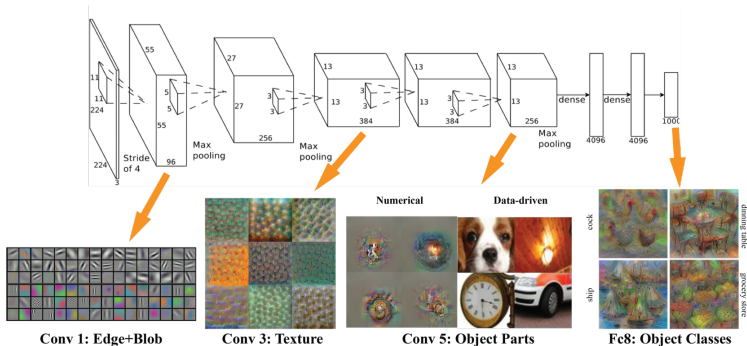 11
11
224
224
3
Stride
of 4
55
55
5
5
96
Max
pooling
27
27
3
3
256
Max
pooling
13
13
3
3
384
13
13
3
3
384
13
13
256
Max
pooling
dense
4096
dense
4096
1000
Numerical
Data-driven
cock
ship
dinning table
grocery store
Conv 1: Edge+Blob
Conv 3: Texture
Conv 5: Object Parts
Fc8: Object Classes